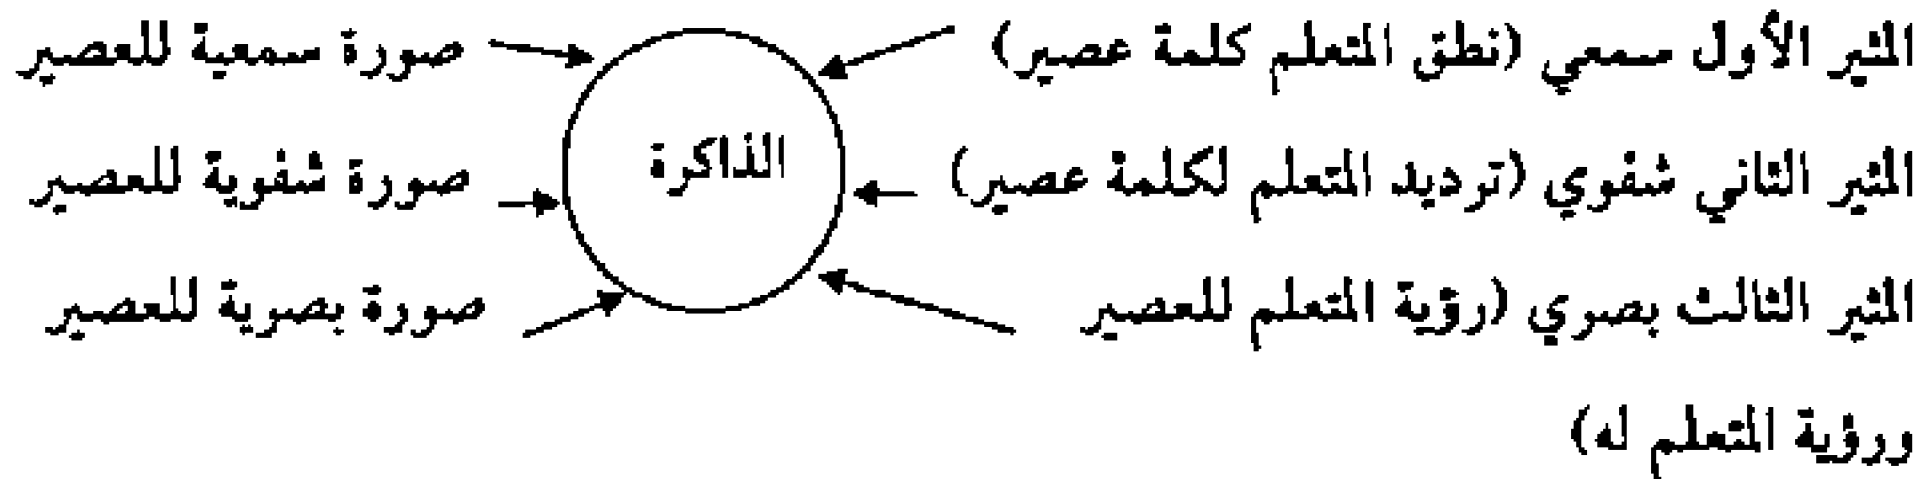 المثير الأول سمعي (نطق المتعلم كلمة عصير)
صورة سمعية للعصير
المثير الثاني شفوي (ترديد المتعلم لكلمة عصير)
الذاكرة
صورة شفوية للعصير
المثير الثالث بصري (رؤية المتعلم للعصير
صورة بصرية للعصير
ورؤية المتعلم له)